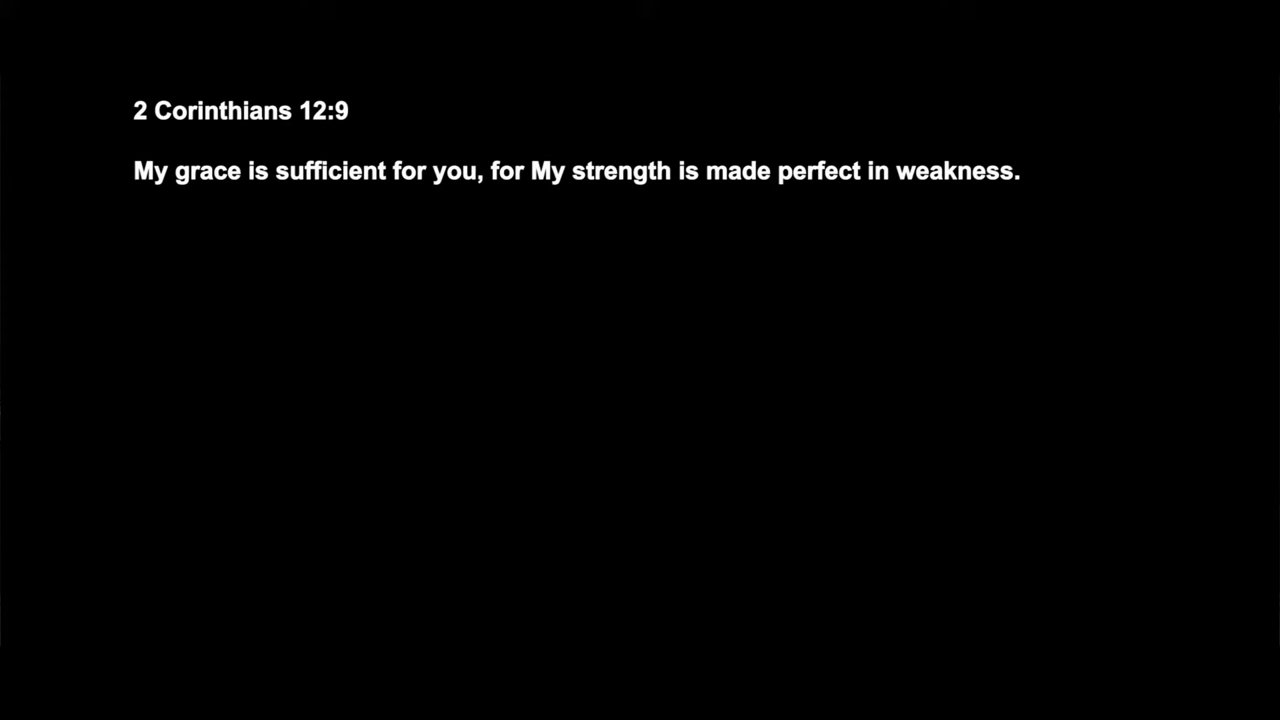 2 Corinthians 12:9
My grace is sufficient for you, for My strength is made perfect in weakness.